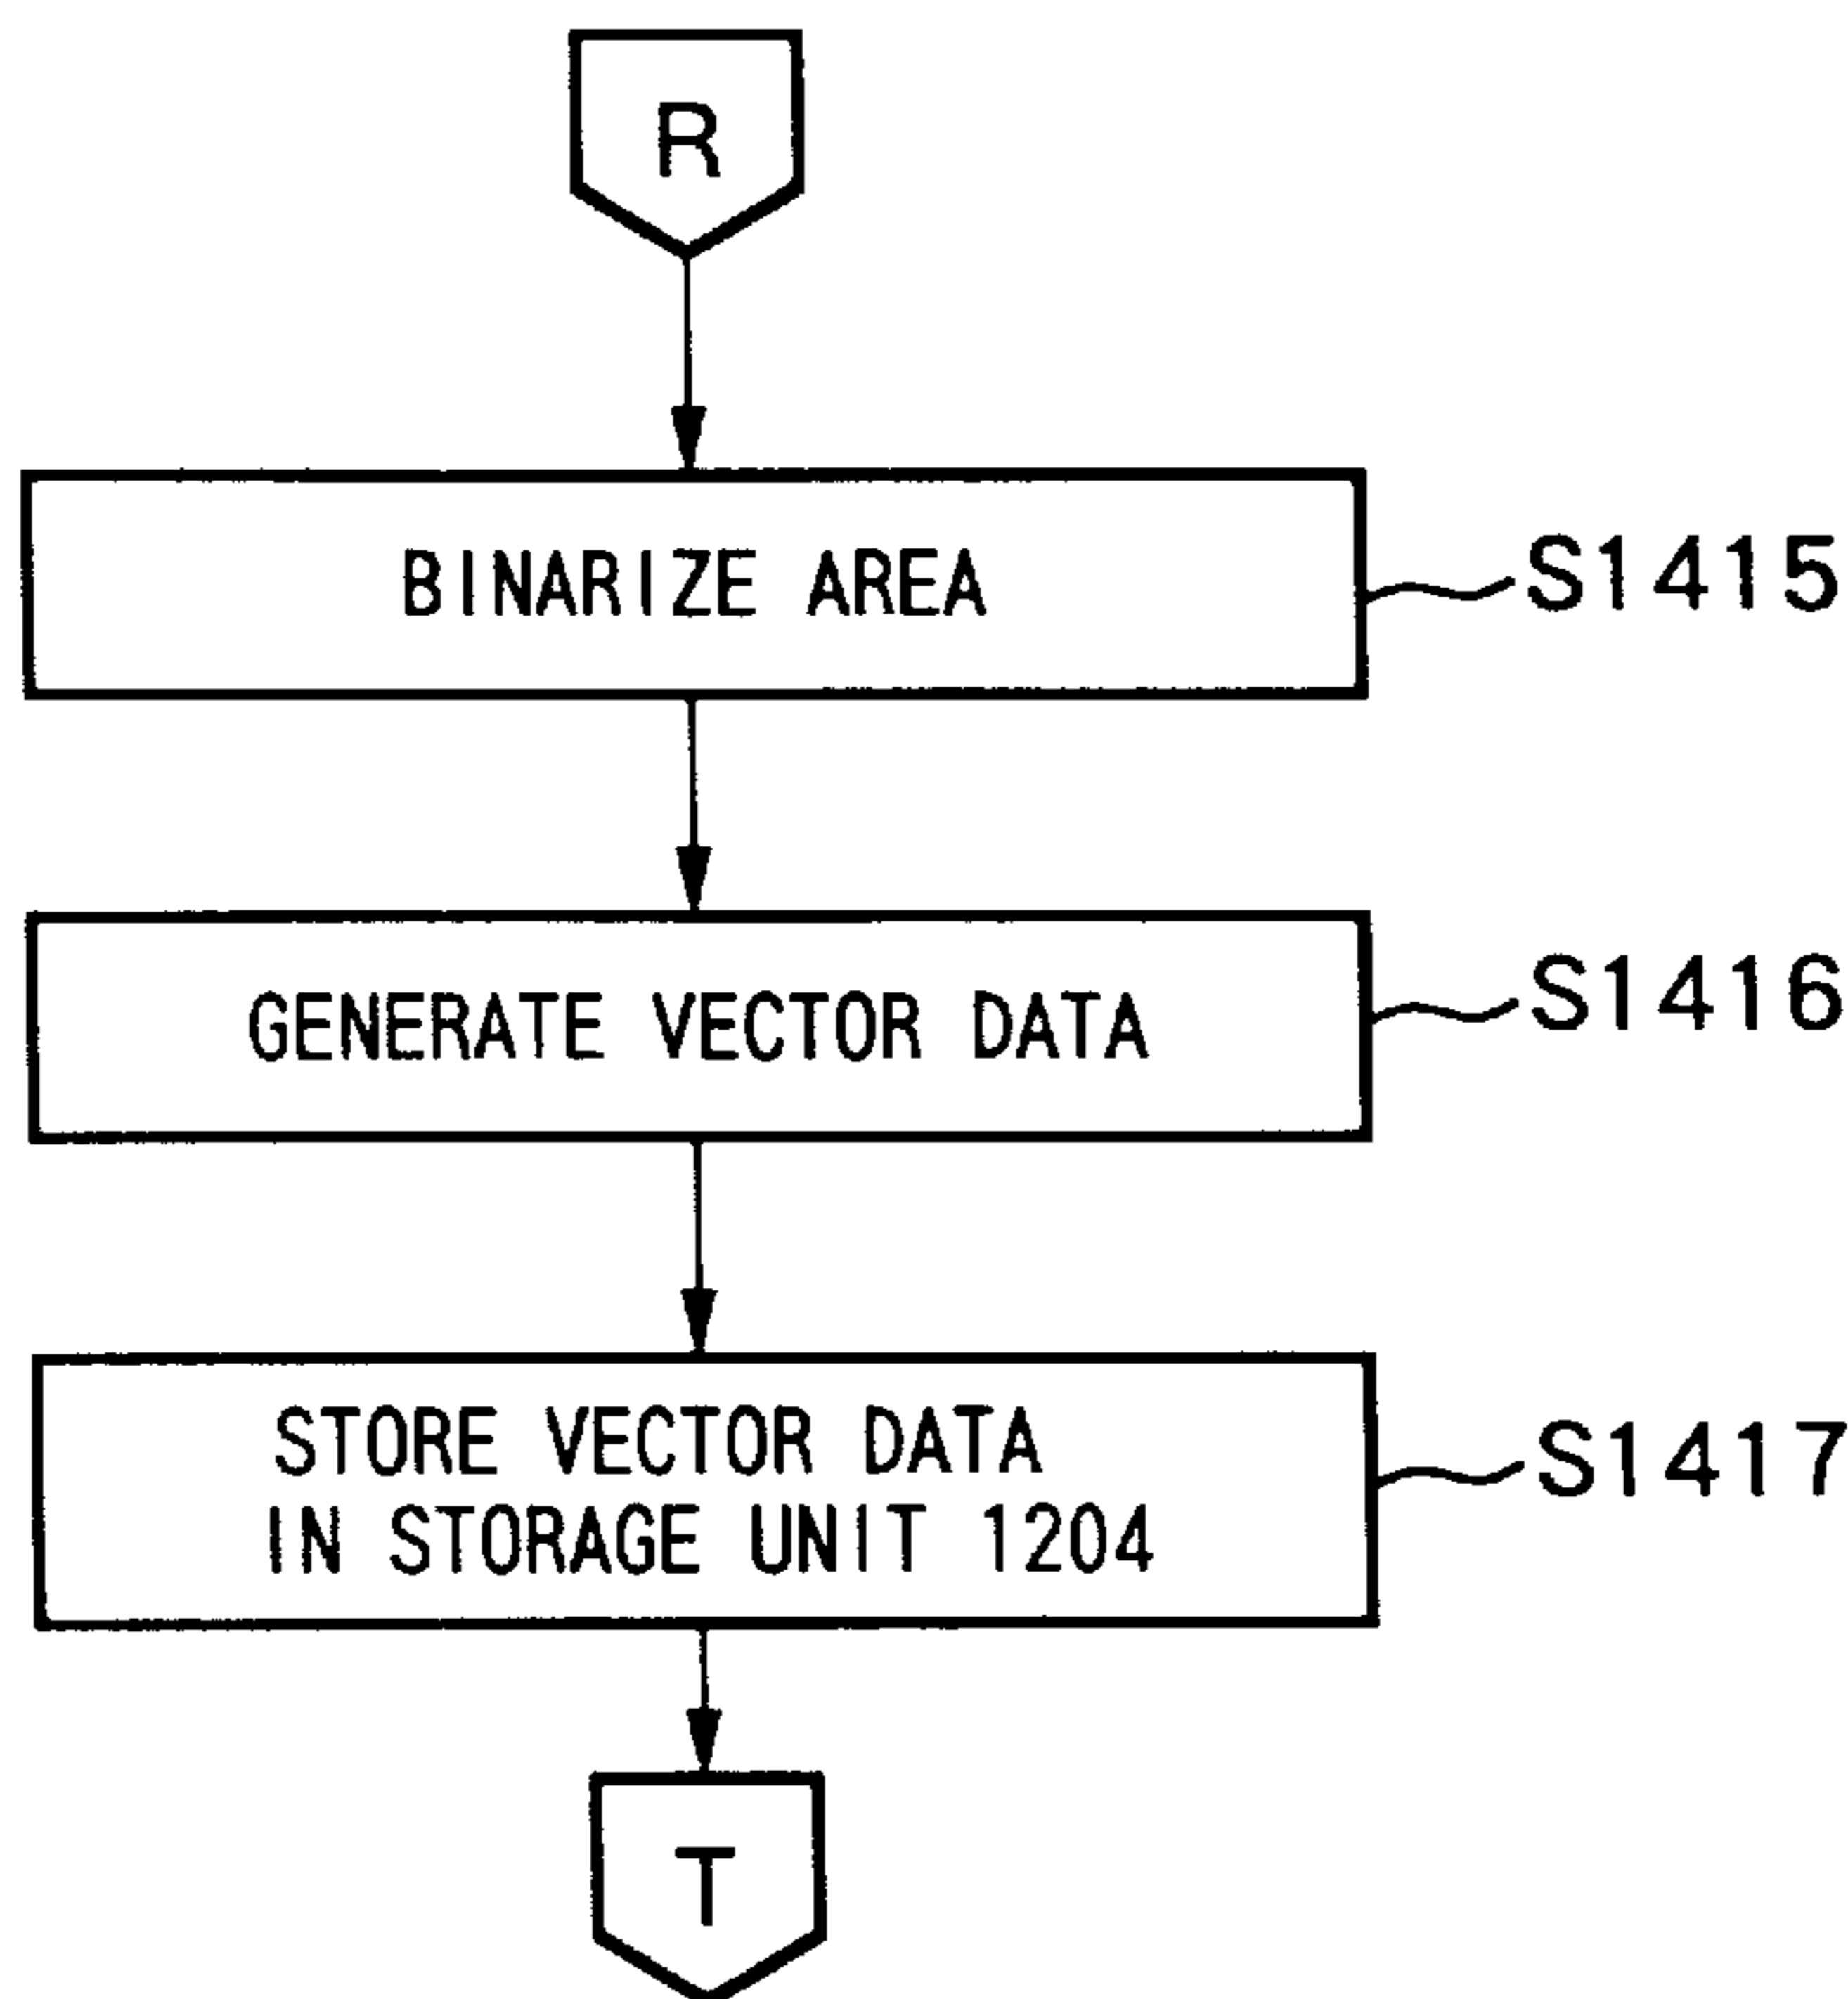 R
BINARIZE AREA
S1415
GENERATE VECTOR DATA
S1416
STORE VECTOR DATA
IN STORAGE UNIT 1204
S1417
T